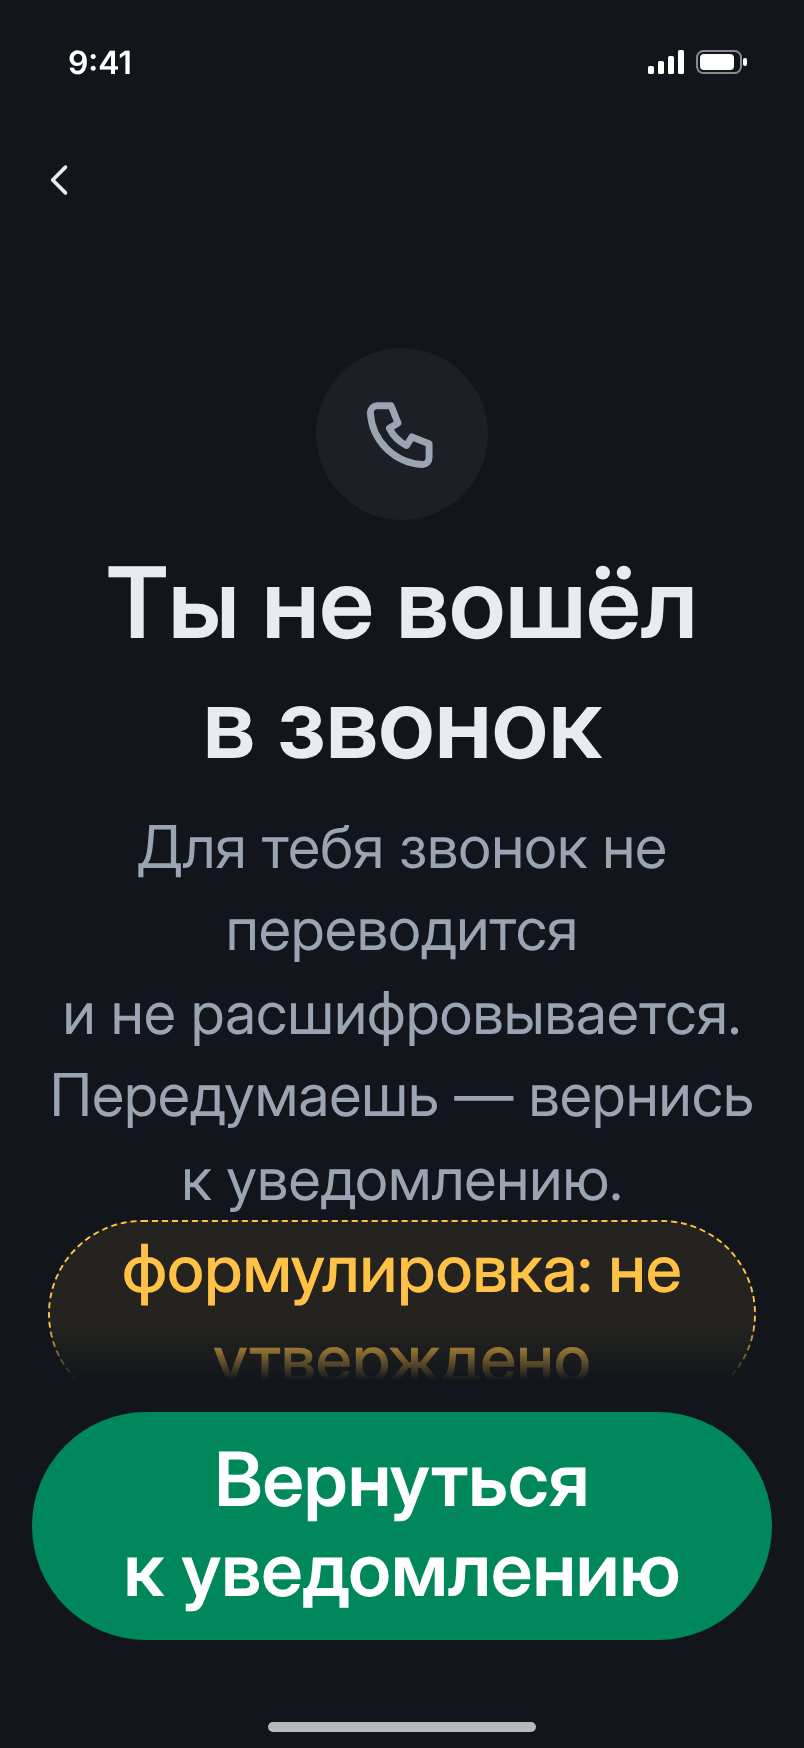 9:41
Ты не вошёл
в звонок
Для тебя звонок не
переводится
и не расшифровывается.
Передумаешь — вернись
к уведомлению.
формулировка: не
утверждено
Вернуться
к уведомлению